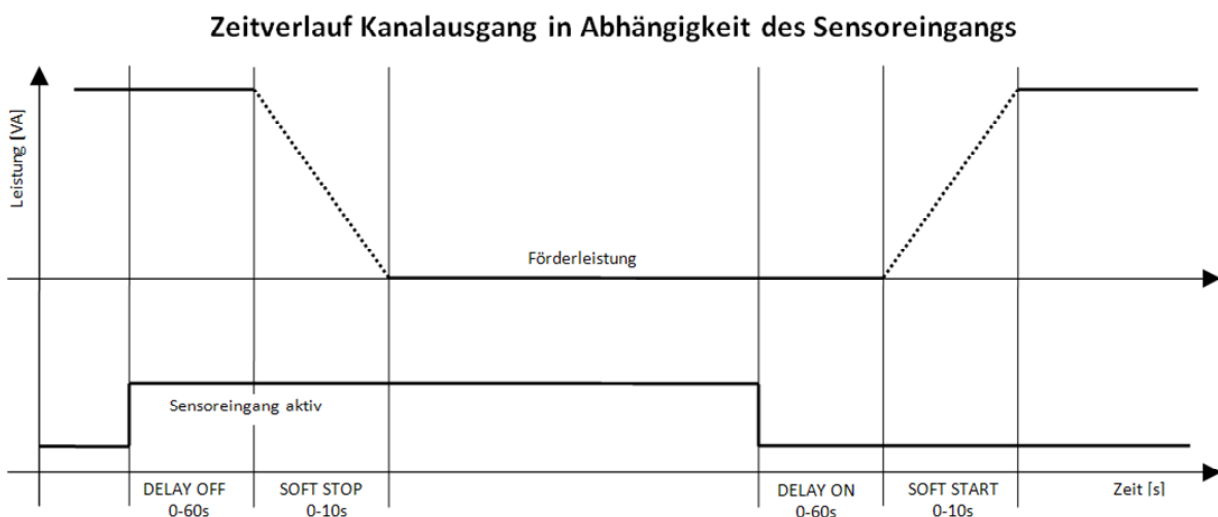 Zeitverlauf Kanalausgang in Abhängigkeit des Sensoreingangs
Leistung [VA]
Förderleistung
Sensoreingang aktiv
DELAY OFF
0-60s
SOFT STOP
0-10s
DELAY ON
0-60s
SOFT START
0-10s
Zeit [s]